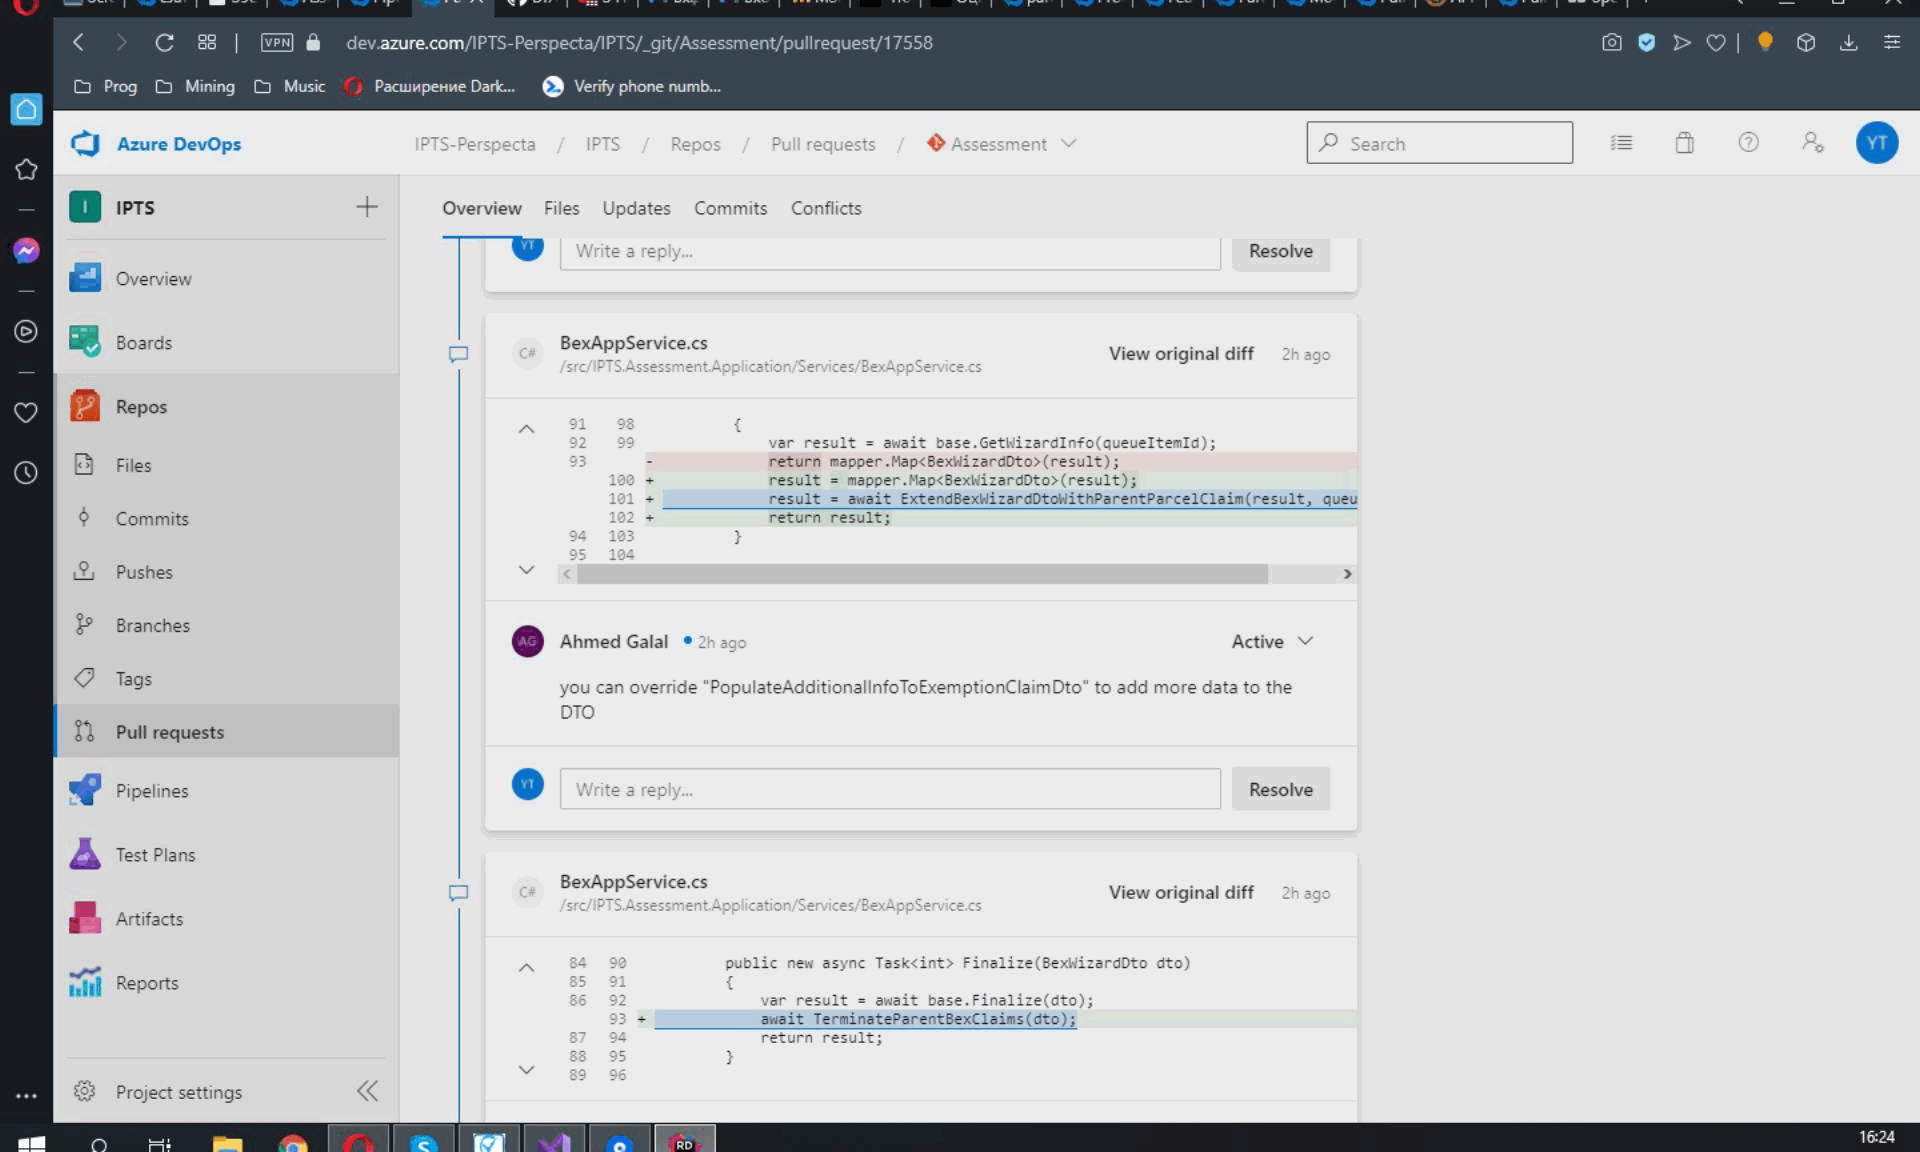 VPN dev.azure.com/IPTS-Perspecta/IPTS/_git/Assessment/pullrequest/17558
Prog Mining Music Расширение Dark... Verify phone numb...
Azure DevOps IPTS-Perspecta / IPTS / Repos / Pull requests / Assessment Search YT
I IPTS
Overview
Boards
Repos
Files
Commits
Pushes
Branches
Tags
Pull requests
Pipelines
Test Plans
Artifacts
Reports
Project settings
Overview Files Updates Commits Conflicts
YT Write a reply... Resolve
C# BexAppService.cs View original diff 2h ago
/src/IPTS.Assessment.Application/Services/BexAppService.cs
91 98 {
92 99 var result = await base.GetWizardInfo(queueItemId);
93 - return mapper.Map<BexWizardDto>(result);
100 + result = mapper.Map<BexWizardDto>(result);
101 + result = await ExtendBexWizardDtoWithParentParcelClaim(result, queu
102 + return result;
94 103 }
95 104
AG Ahmed Galal 2h ago Active
you can override "PopulateAdditionalInfoToExemptionClaimDto" to add more data to the
DTO
YT Write a reply... Resolve
C# BexAppService.cs View original diff 2h ago
/src/IPTS.Assessment.Application/Services/BexAppService.cs
84 90 public new async Task<int> Finalize(BexWizardDto dto)
85 91 {
86 92 var result = await base.Finalize(dto);
93 + await TerminateParentBexClaims(dto);
87 94 return result;
88 95 }
89 96
RD
16:24